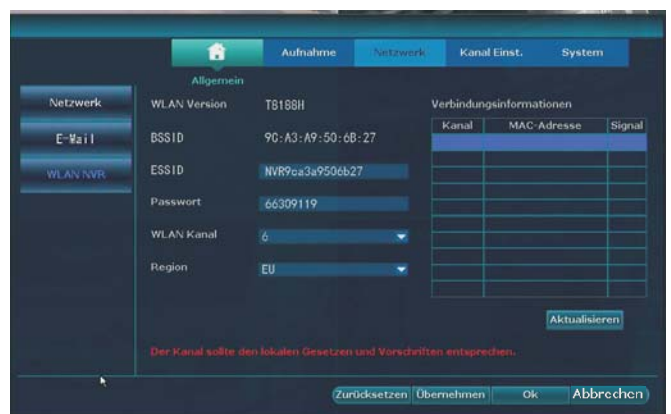 Aufnahme Netzwerk Kanal Einst. System
Allgemein
Netzwerk
E-Mail
WLAN NVR
WLAN Version T8188H
BSSID 9C:A3:A9:50:6B:27
ESSID NVR9ca3a9506b27
Passwort 66309119
WLAN Kanal 6
Region EU
Verbindungsinformationen
Kanal MAC-Adresse Signal
Aktualisieren
Der Kanal sollte den lokalen Gesetzen und Vorschriften entsprechen.
Zurücksetzen Übernehmen Ok Abbrechen